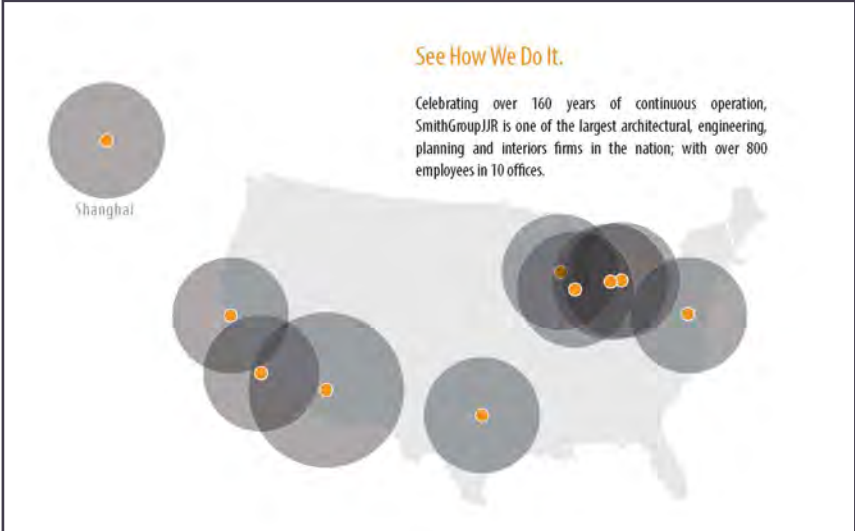 See How We Do It.
Celebrating over 160 years of continuous operation,
SmithGroupJJR is one of the largest architectural, engineering,
planning and interiors firms in the nation; with over 800
employees in 10 offices.
Shanghai